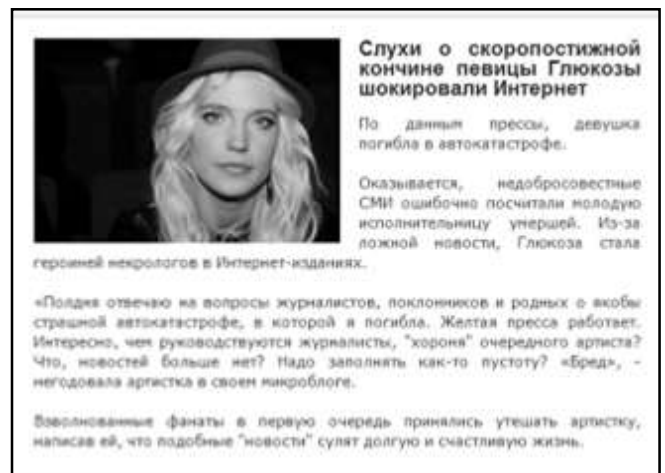 Слухи о скоропостижной
кончине певицы Глюкозы
шокировали Интернет
По данным прессы, девушка
погибла в автокатастрофе.
Оказывается, недобросовестные
СМИ ошибочно посчитали молодую
исполнительницу умершей. Из-за
ложной новости, Глюкоза стала
героиней некрологов в Интернет-изданиях.
«Полдня отвечаю на вопросы журналистов, поклонников и родных о якобы
страшной автокатастрофе, в которой я погибла. Желтая пресса работает.
Интересно, чем руководствуются журналисты, "хороня" очередного артиста?
Что, новостей больше нет? Надо заполнять как-то пустоту? «Бред», -
негодовала артистка в своем микроблоге.
Взволнованные фанаты в первую очередь принялись утешать артистку,
написав ей, что подобные "новости" сулят долгую и счастливую жизнь.